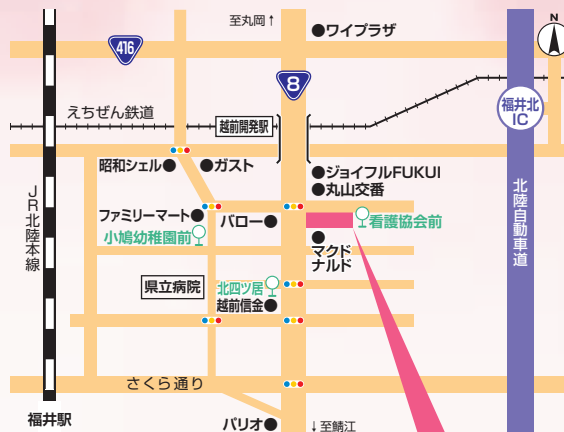 至丸岡↑
●ワイプラザ
N
416
8
福井北
IC
えちぜん鉄道
越前開発駅
昭和シェル●
●ガスト
●ジョイフルFUKUI
●丸山交番
JR北陸本線
北陸自動車道
ファミリーマート●
バロー●
看護協会前
小鳩幼稚園前
●
マクド
ナルド
県立病院
北四ツ居
越前信金●
さくら通り
福井駅
パリオ●
↓至鯖江